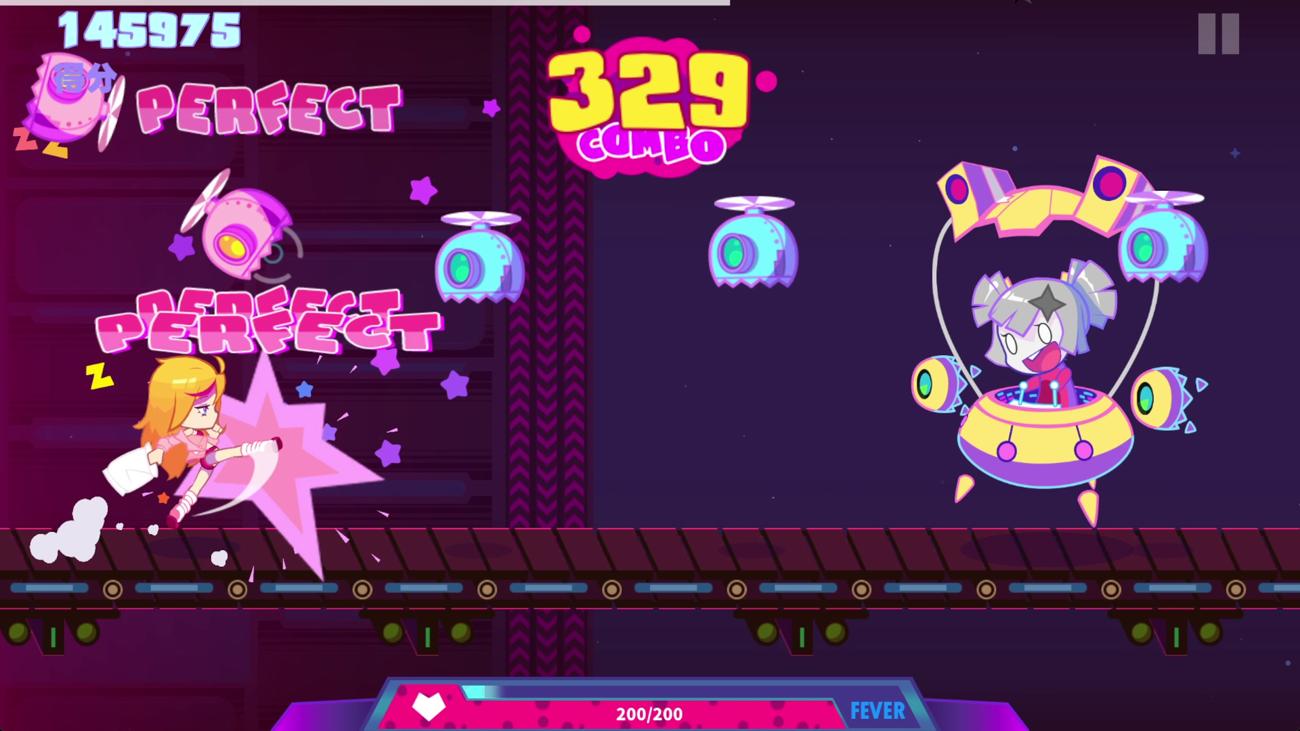 145975
得分
PERFECT
329
COMBO
PERFECT
PERFECT
Z
Z
Z
200/200
FEVER